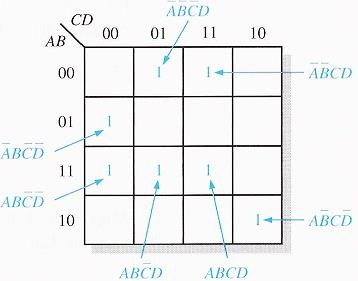 CD
AB
00 01 11 10
A̅B̅C̅D
00 1 1 A̅B̅CD
01 1
A̅BC̅D̅
11 1 1 1
ABC̅D̅
10 1 AB̅CD̅
ABC̅D ABCD